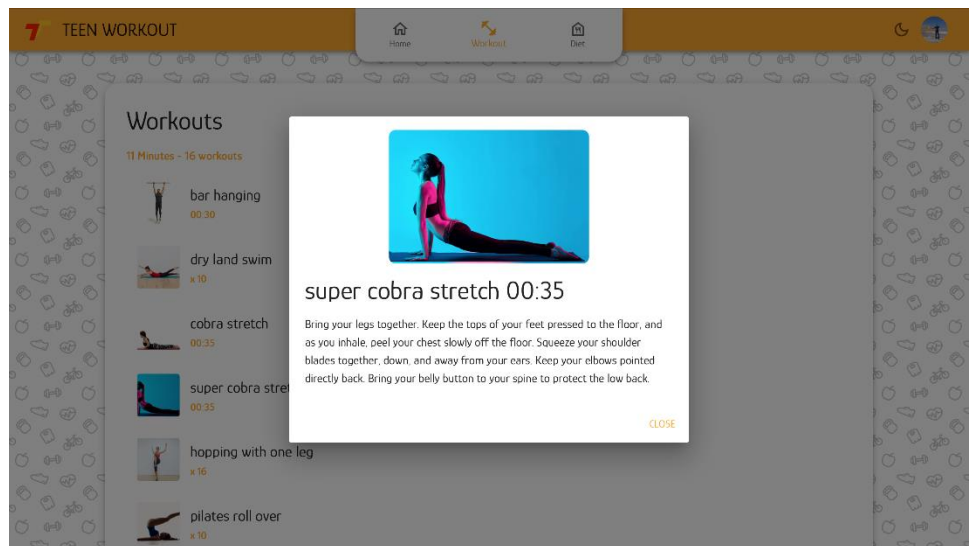 TEEN WORKOUT
Home
Workout
Diet
Workouts
11 Minutes - 16 workouts
bar hanging
00:30
dry land swim
x 10
cobra stretch
00:35
super cobra stret
00:35
hopping with one leg
x 16
pilates roll over
x 10
super cobra stretch 00:35
Bring your legs together. Keep the tops of your feet pressed to the floor, and
as you inhale, peel your chest slowly off the floor. Squeeze your shoulder
blades together, down, and away from your ears. Keep your elbows pointed
directly back. Bring your belly button to your spine to protect the low back.
CLOSE